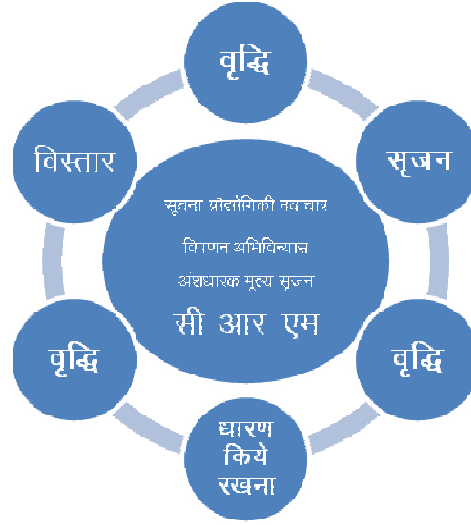 वृद्धि
विस्तार
सृजन
सूचना प्रौद्योगिकी नवाचार
विपणन अभिविन्यास
अंशधारक मूल्य सृजन
सी आर एम
वृद्धि
वृद्धि
धारण
किये
रखना